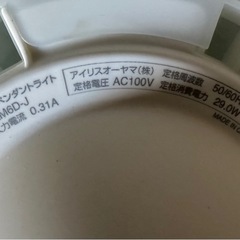 ペンダントライト
M6D-J
力電流 0.31A
アイリスオーヤマ（株）
定格電圧 AC100V
定格周波数 50/60H
定格消費電力 29.0W
MADE IN